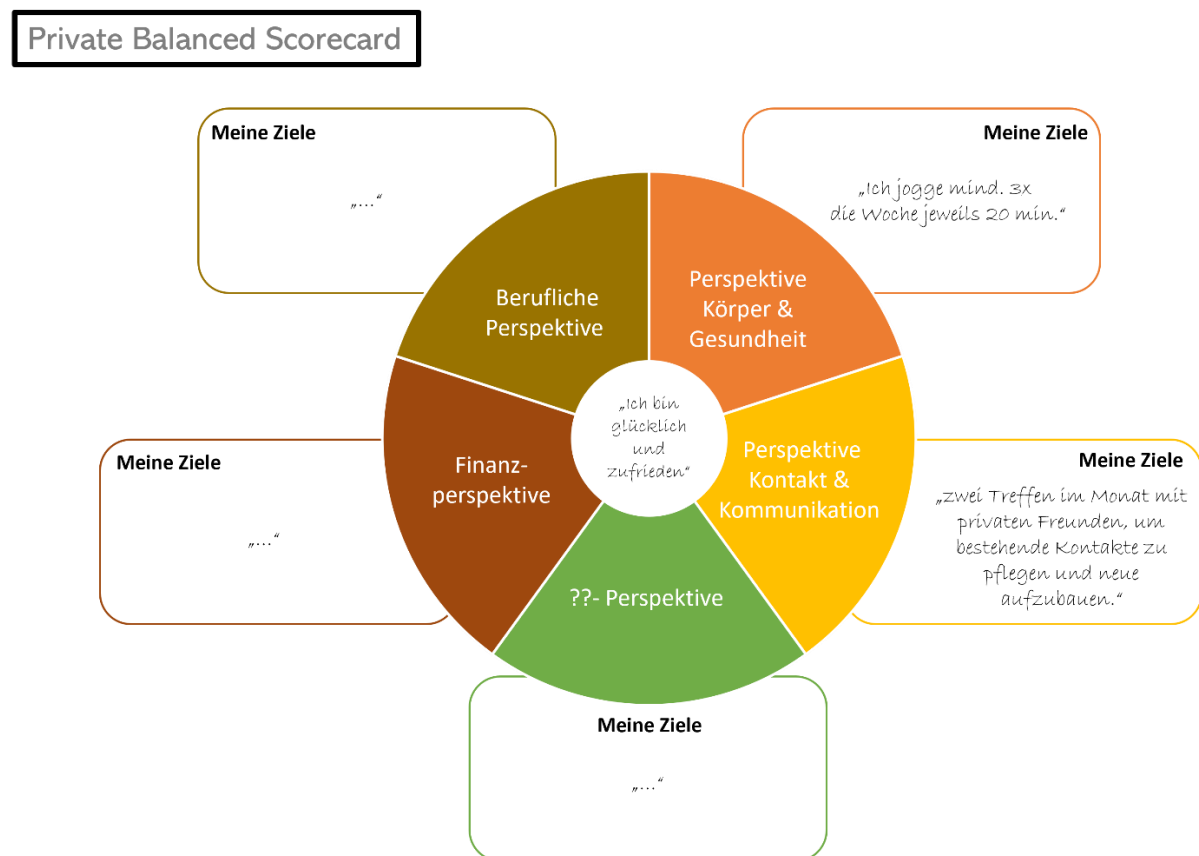 Private Balanced Scorecard
Meine Ziele
„...“
Meine Ziele
„Ich jogge mind. 3x
die Woche jeweils 20 min.“
Berufliche
Perspektive
Perspektive
Körper &
Gesundheit
„Ich bin
glücklich
und
zufrieden“
Meine Ziele
„...“
Finanz-
perspektive
Perspektive
Kontakt &
Kommunikation
Meine Ziele
„zwei Treffen im Monat mit
privaten Freunden, um
bestehende Kontakte zu
pflegen und neue
aufzubauen.“
??- Perspektive
Meine Ziele
„...“